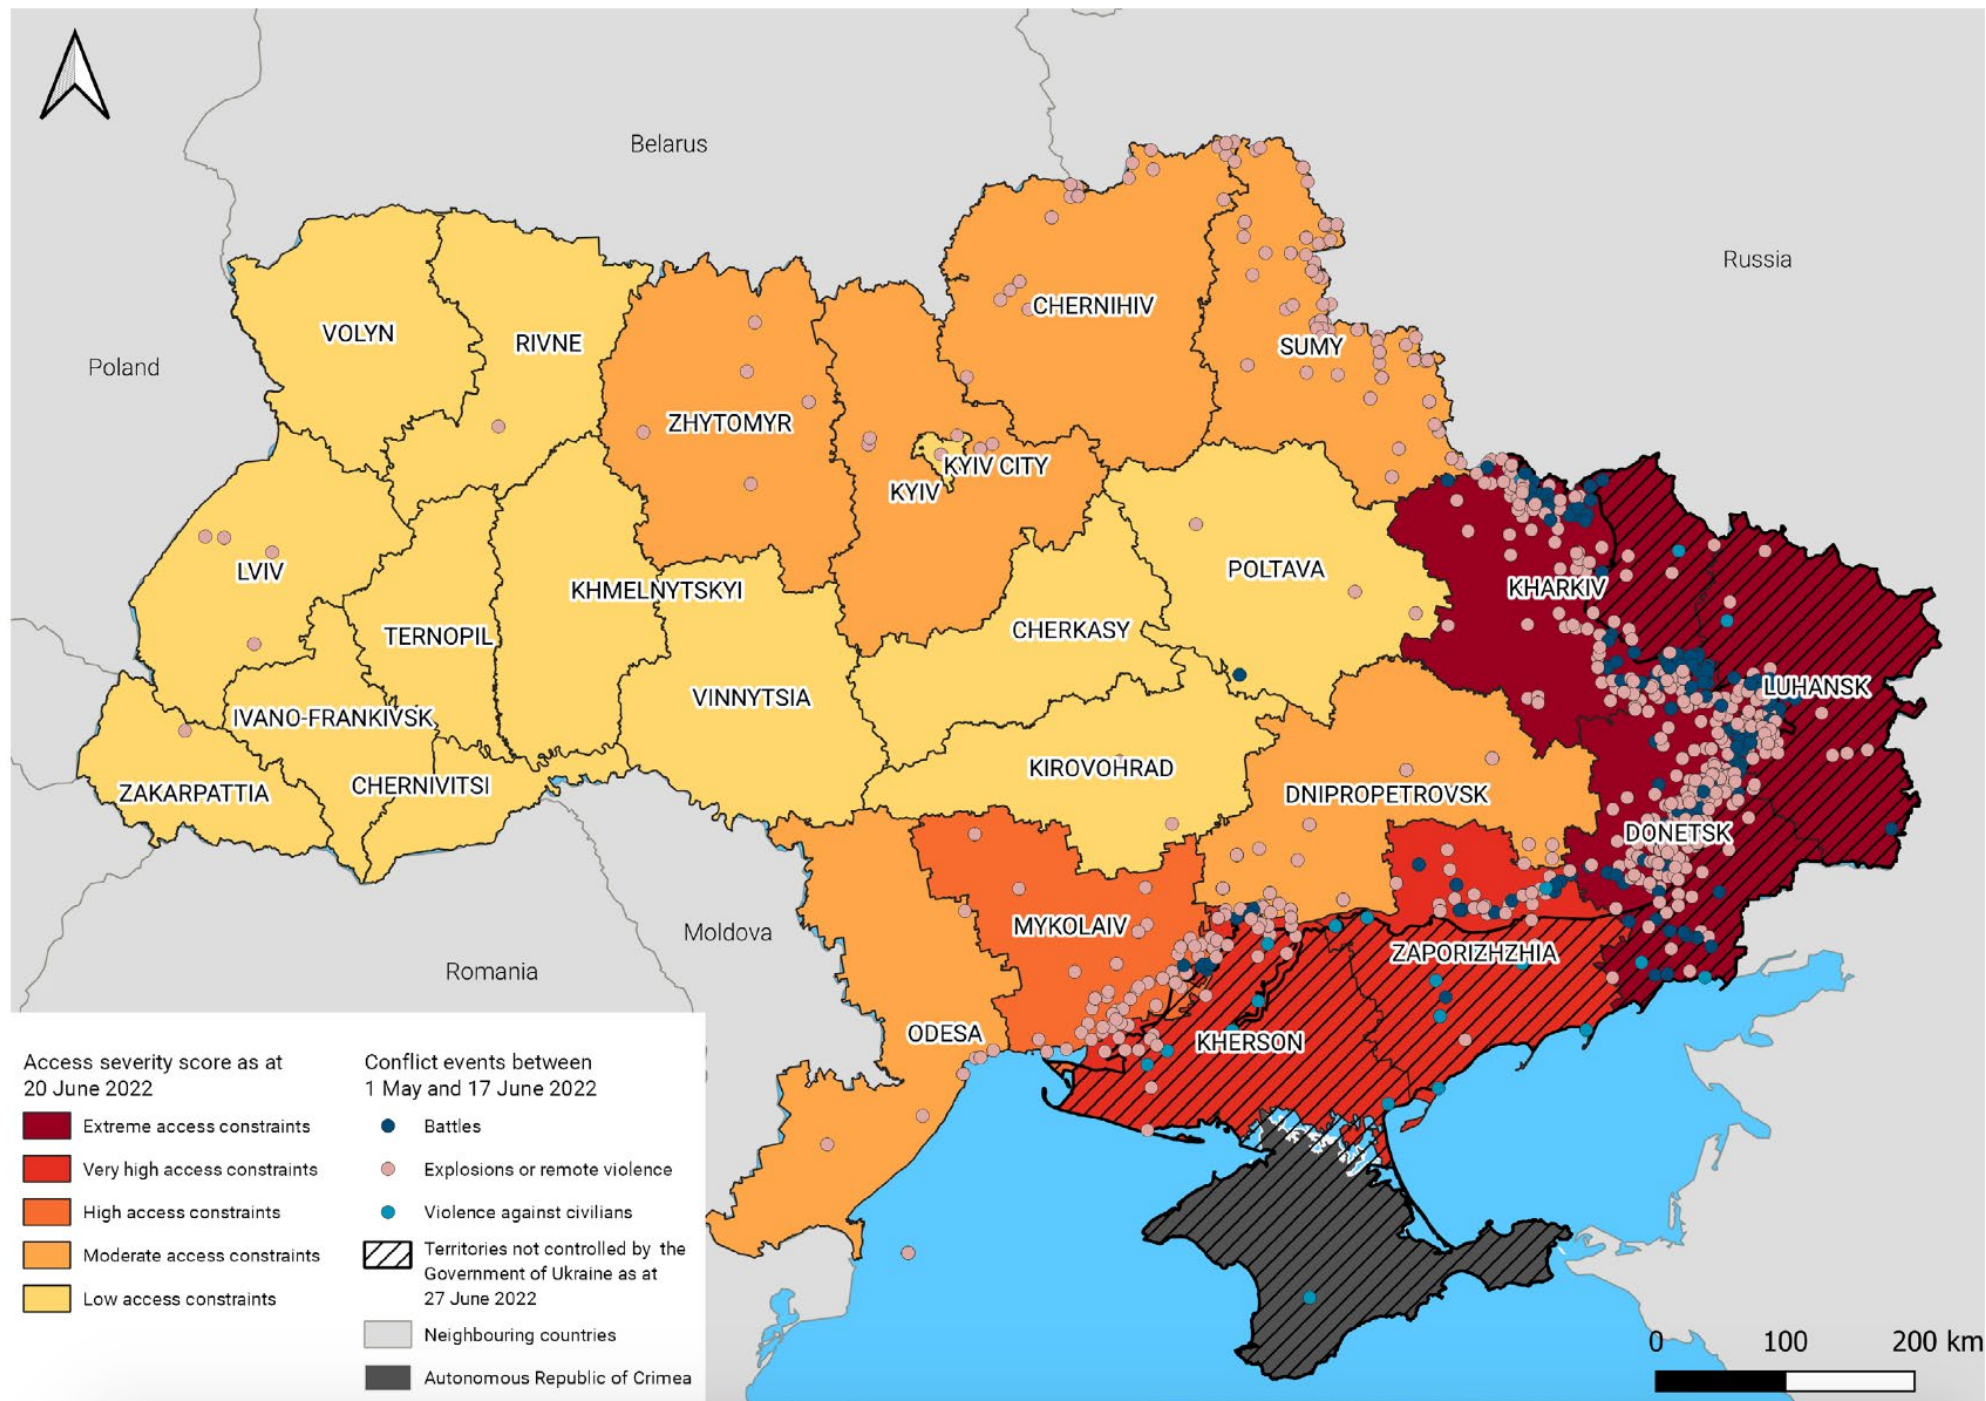 Belarus
Russia
Poland
CHERNIHIV
VOLYN
RIVNE
SUMY
ZHYTOMYR
KYIV CITY
KYIV
LVIV
KHMELNYTSKYI
POLTAVA
KHARKIV
TERNOPIL
CHERKASY
LUHANSK
VINNYTSIA
IVANO-FRANKIVSK
KIROVOHRAD
ZAKARPATTIA
CHERNIVITSI
DNIPROPETROVSK
DONETSK
Moldova
MYKOLAIV
ZAPORIZHZHIA
Romania
ODESA
KHERSON
Access severity score as at
20 June 2022
Extreme access constraints
Very high access constraints
High access constraints
Moderate access constraints
Low access constraints
Conflict events between
1 May and 17 June 2022
Battles
Explosions or remote violence
Violence against civilians
Territories not controlled by the
Government of Ukraine as at
27 June 2022
Neighbouring countries
Autonomous Republic of Crimea
0 100 200 km